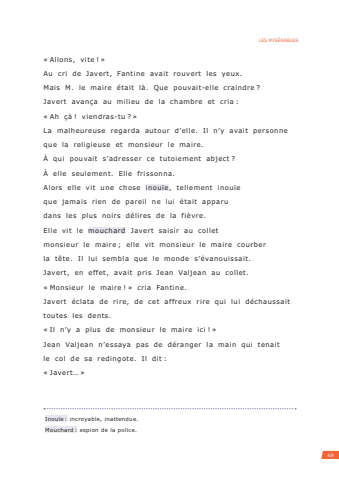 LES MISÉRABLES
« Allons, vite ! »
Au cri de Javert, Fantine avait rouvert les yeux.
Mais M. le maire était là. Que pouvait-elle craindre ?
Javert avança au milieu de la chambre et cria :
« Ah çà ! viendras-tu ? »
La malheureuse regarda autour d’elle. Il n’y avait personne
que la religieuse et monsieur le maire.
À qui pouvait s’adresser ce tutoiement abject ?
À elle seulement. Elle frissonna.
Alors elle vit une chose inouïe, tellement inouïe
que jamais rien de pareil ne lui était apparu
dans les plus noirs délires de la fièvre.
Elle vit le mouchard Javert saisir au collet
monsieur le maire ; elle vit monsieur le maire courber
la tête. Il lui sembla que le monde s’évanouissait.
Javert, en effet, avait pris Jean Valjean au collet.
« Monsieur le maire ! » cria Fantine.
Javert éclata de rire, de cet affreux rire qui lui déchaussait
toutes les dents.
« Il n’y a plus de monsieur le maire ici ! »
Jean Valjean n’essaya pas de déranger la main qui tenait
le col de sa redingote. Il dit :
« Javert… »
Inouïe : incroyable, inattendue.
Mouchard : espion de la police.